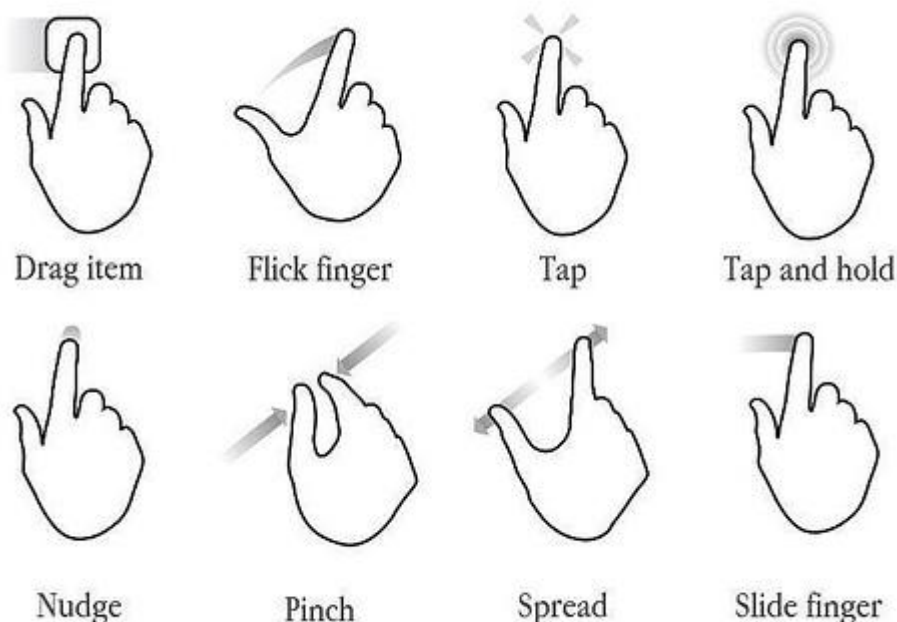 Drag item
Flick finger
Tap
Tap and hold
Nudge
Pinch
Spread
Slide finger